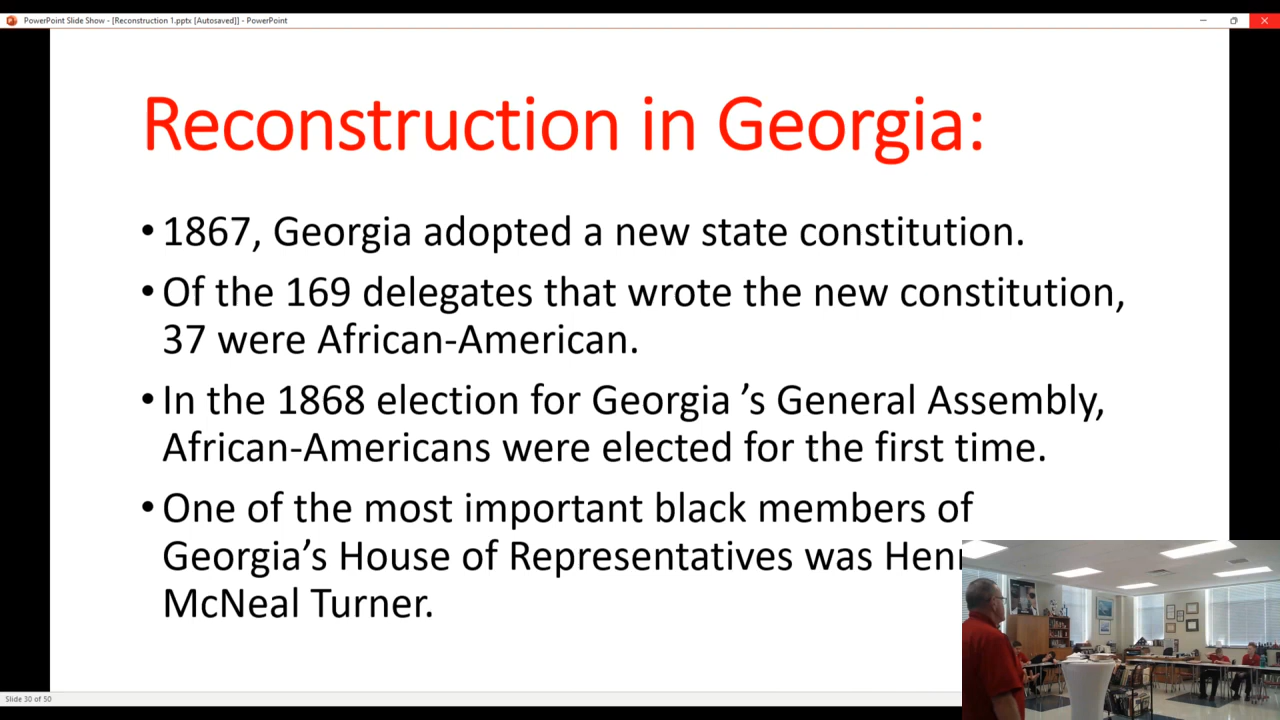 PowerPoint Slide Show - [Reconstruction 1.pptx [Autosaved]] - PowerPoint
Reconstruction in Georgia:
• 1867, Georgia adopted a new state constitution.
• Of the 169 delegates that wrote the new constitution,
37 were African-American.
• In the 1868 election for Georgia ’s General Assembly,
African-Americans were elected for the first time.
• One of the most important black members of
Georgia’s House of Representatives was
McNeal Turner.
Slide 30 of 50